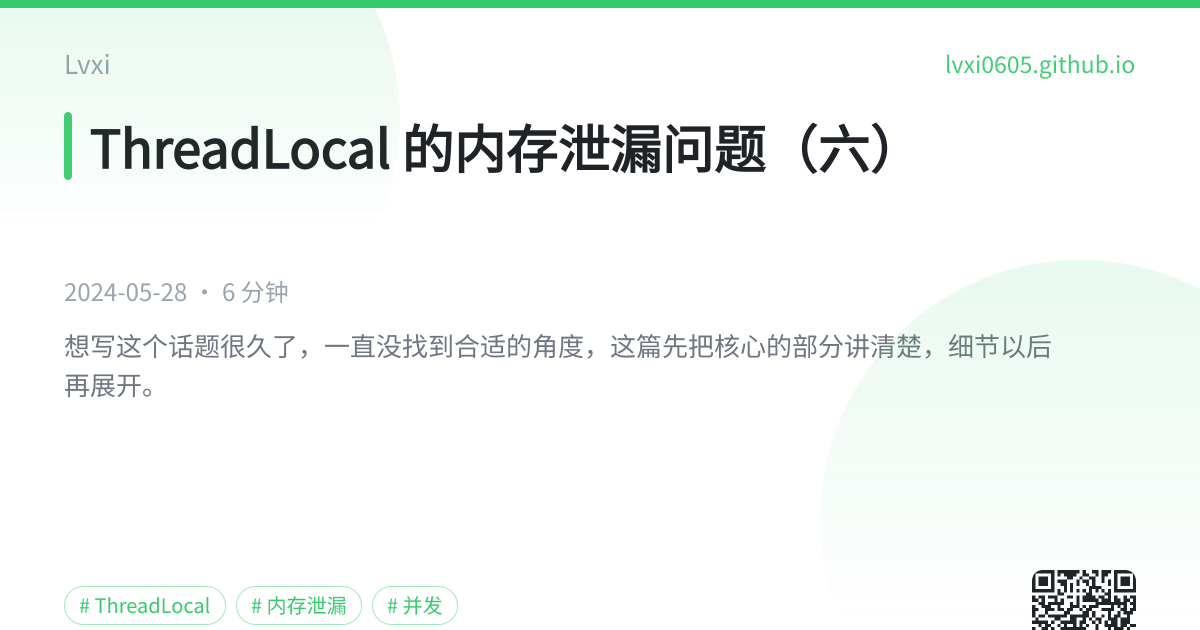 Lvxi
lvxi0605.github.io
ThreadLocal 的内存泄漏问题（六）
2024-05-28 · 6 分钟
想写这个话题很久了，一直没找到合适的角度，这篇先把核心的部分讲清楚，细节以后
再展开。
# ThreadLocal
# 内存泄漏
# 并发